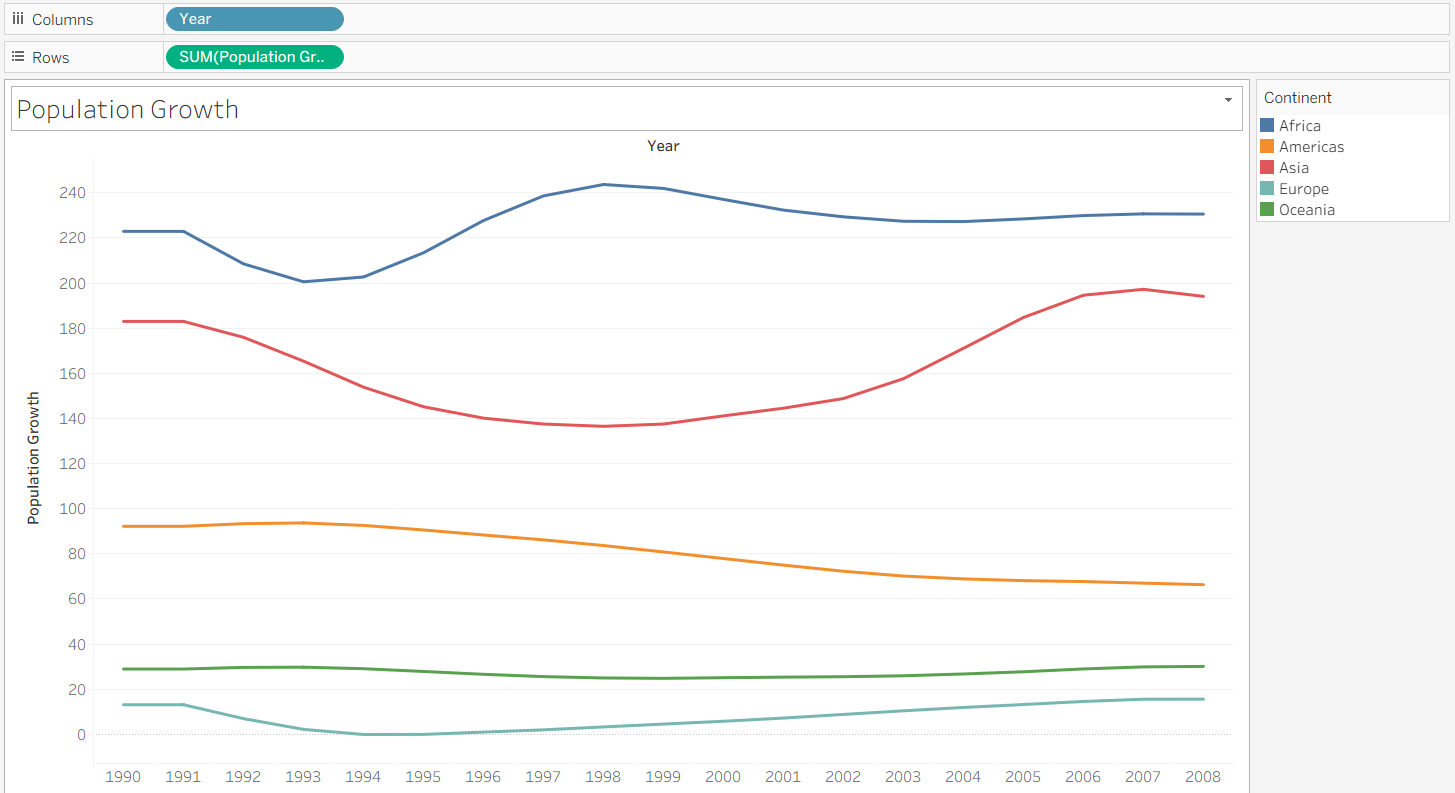 Columns
Year
Rows
SUM(Population Gr..
Population Growth
Continent
Africa
Americas
Asia
Europe
Oceania
Year
Population Growth
240
220
200
180
160
140
120
100
80
60
40
20
0
1990 1991 1992 1993 1994 1995 1996 1997 1998 1999 2000 2001 2002 2003 2004 2005 2006 2007 2008